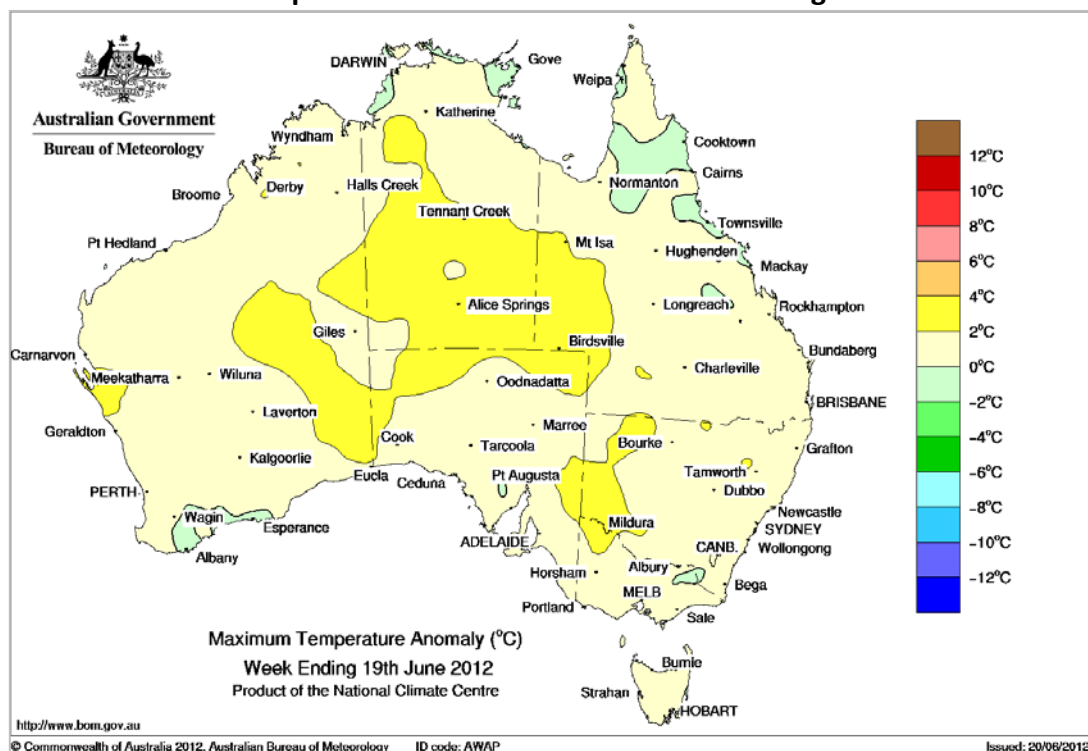 Australian Government
Bureau of Meteorology
DARWIN
Gove
Weipa
Katherine
Wyndham
Cooktown
Cairns
Broome
Derby
Halls Creek
Normanton
Tennant Creek
Townsville
Pt Hedland
Mt Isa
Hughenden
Mackay
Alice Springs
Longreach
Rockhampton
Giles
Birdsville
Bundaberg
Carnarvon
Meekatharra
Wiluna
Oodnadatta
Charleville
BRISBANE
Laverton
Marree
Geraldton
Cook
Tarcoola
Bourke
Grafton
Kalgoorlie
Eucla
Ceduna
Pt Augusta
Tamworth
Dubbo
PERTH
Newcastle
Wagin
Esperance
Mildura
SYDNEY
ADELAIDE
CANB.
Wollongong
Albany
Horsham
Albury
Bega
MELB
Portland
Sale
Burnie
Strahan
HOBART
12°C
10°C
8°C
6°C
4°C
2°C
0°C
-2°C
-4°C
-6°C
-8°C
-10°C
-12°C
Maximum Temperature Anomaly (°C)
Week Ending 19th June 2012
Product of the National Climate Centre
http://www.bom.gov.au
© Commonwealth of Australia 2012, Australian Bureau of Meteorology ID code: AWAP Issued: 20/06/2012